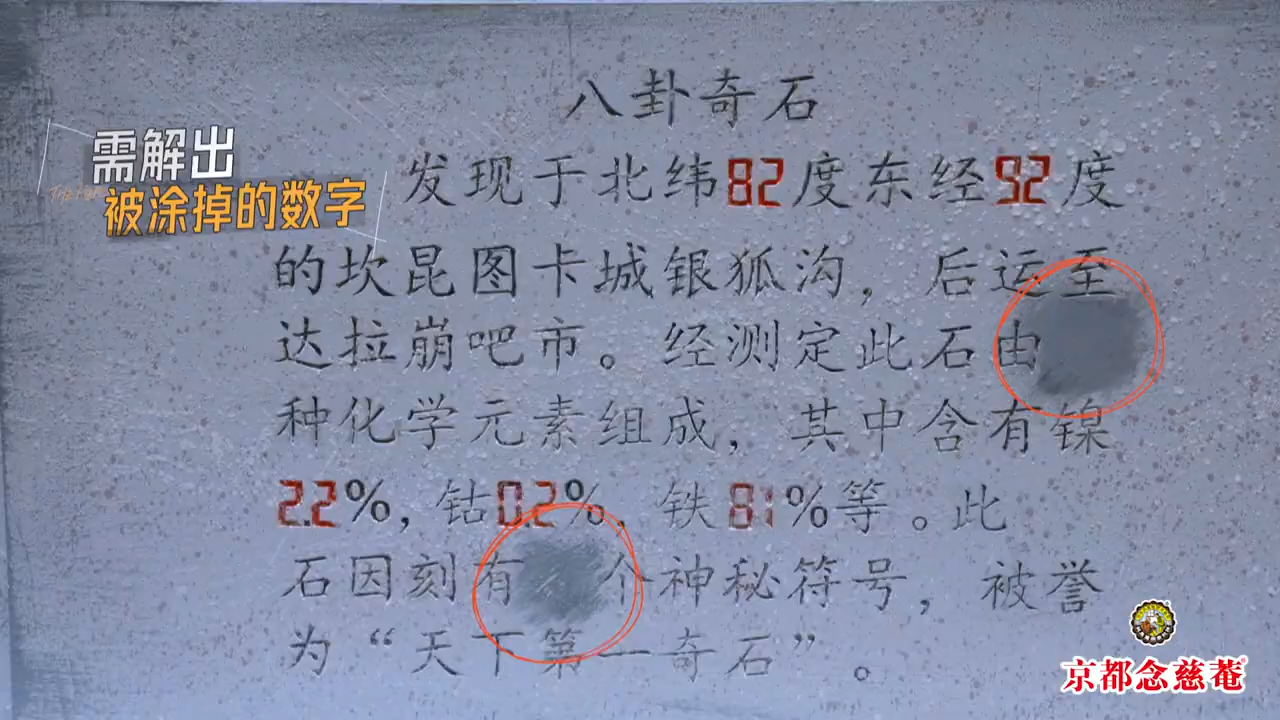 八卦奇石
需解出
被涂掉的数字
发现于北纬82度东经92度
的坎昆图卡城银狐沟，后运至
达拉崩吧市。经测定此石由
种化学元素组成，其中含有镍
2.2%，钴0.2%，铁81%等。此
石因刻有 个神秘符号，被誉
为“天下第一奇石”。
京都念慈菴